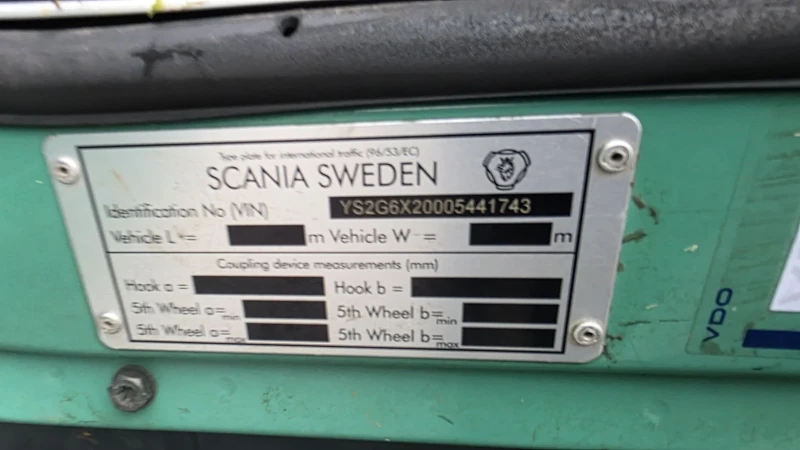 Type plate for international traffic (96/53/EC)
SCANIA SWEDEN
Identification No (VIN) YS2G6X20005441743
Vehicle L = m Vehicle W = m
Coupling device measurements (mm)
Hook a = Hook b =
5th Wheel a=min 5th Wheel b=min
5th Wheel a=max 5th Wheel b=max
VDO